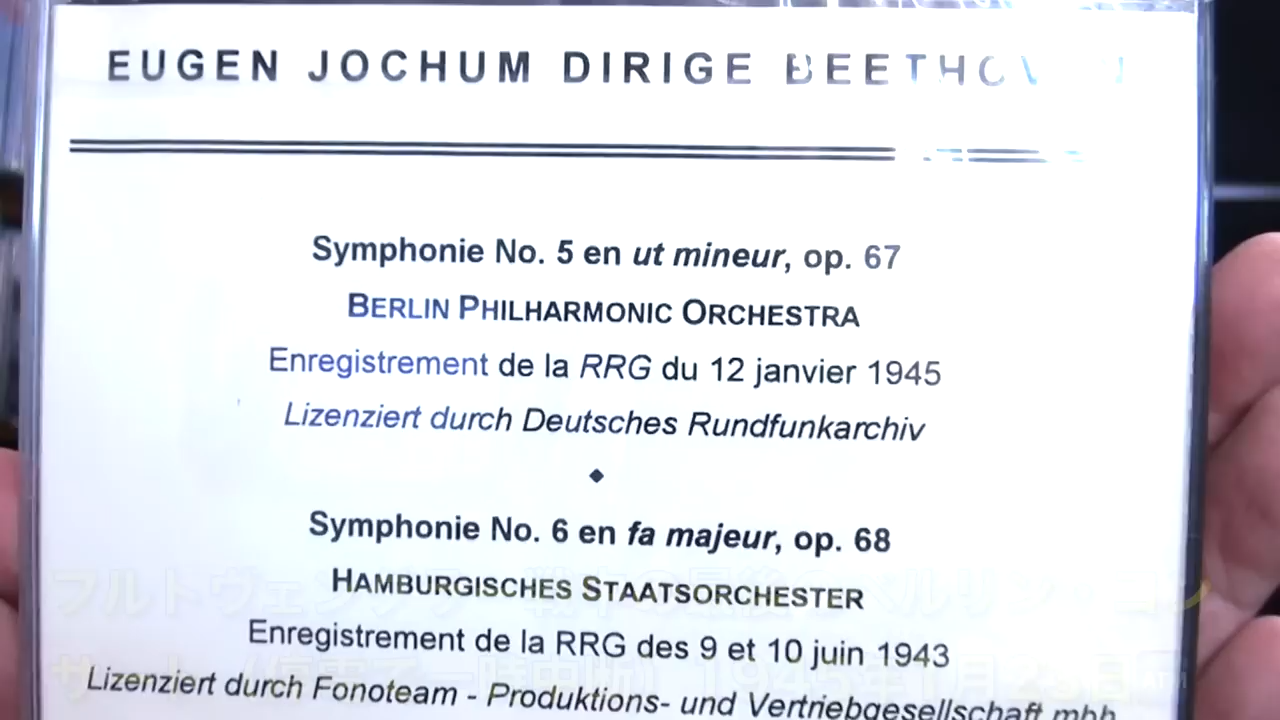 EUGEN JOCHUM DIRIGE BEETHOVEN
Symphonie No. 5 en ut mineur, op. 67
BERLIN PHILHARMONIC ORCHESTRA
Enregistrement de la RRG du 12 janvier 1945
Lizenziert durch Deutsches Rundfunkarchiv
Symphonie No. 6 en fa majeur, op. 68
HAMBURGISCHES STAATSORCHESTER
Enregistrement de la RRG des 9 et 10 juin 1943
Lizenziert durch Fonoteam - Produktions- und Vertriebgesellschaft mbh